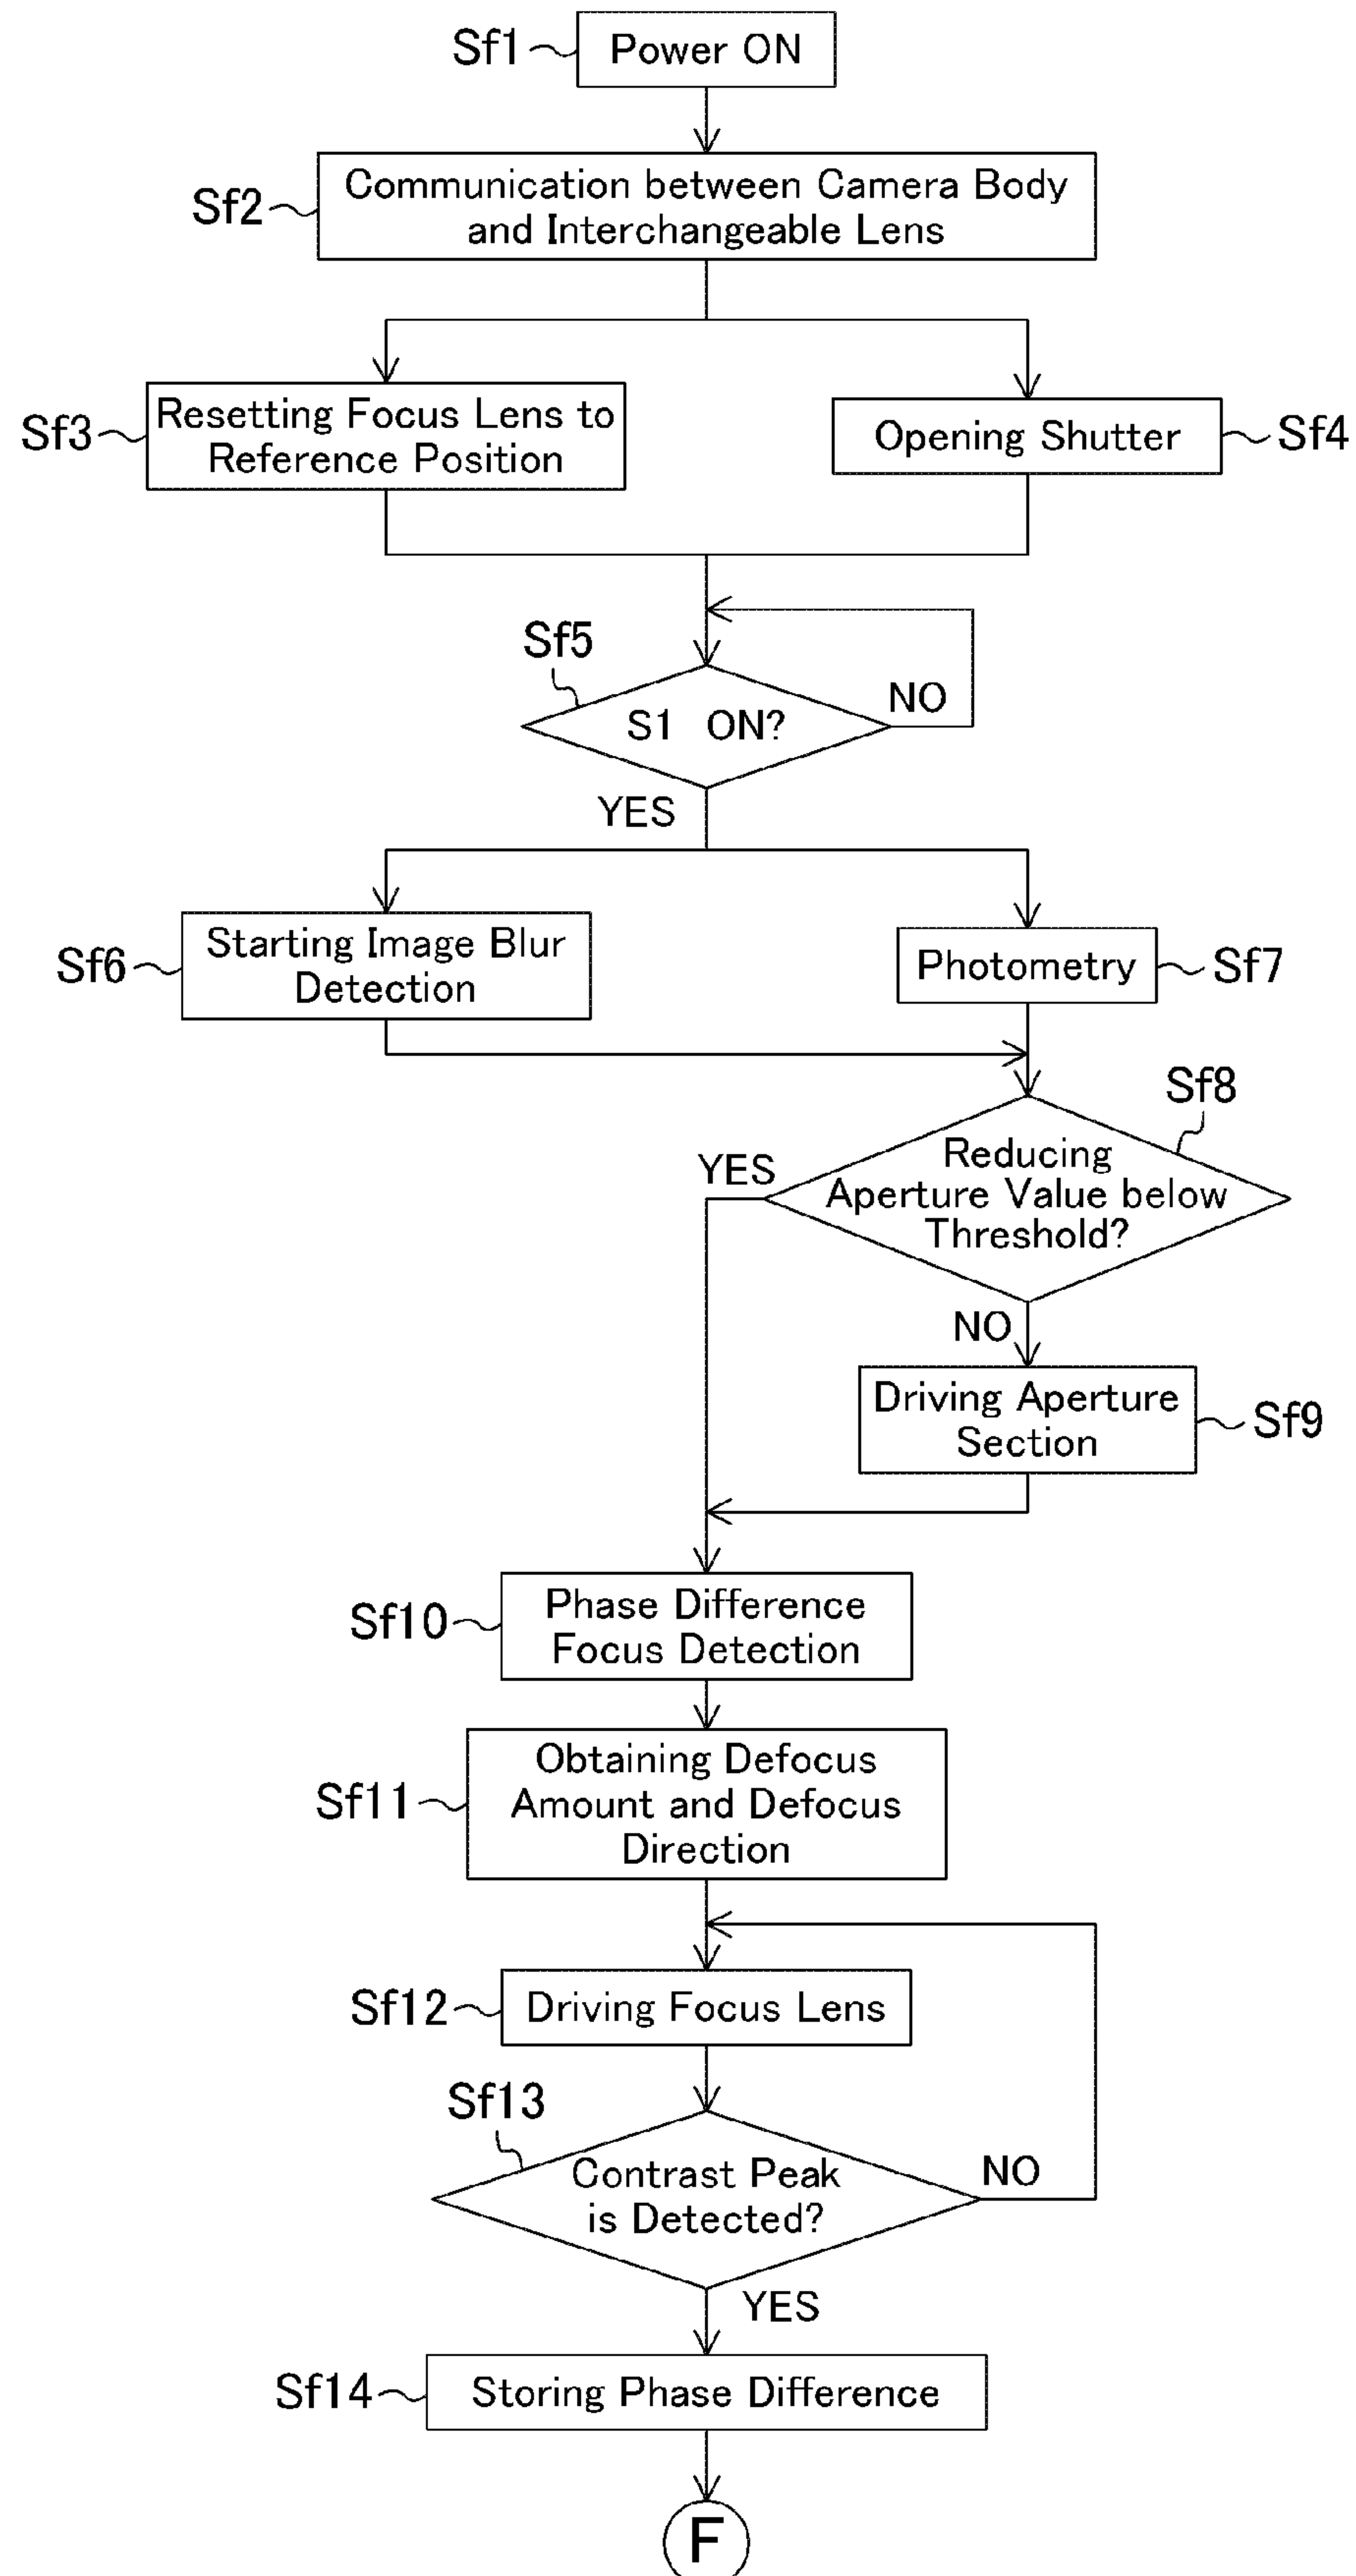 Sf1
Power ON
Sf2
Communication between Camera Body
and Interchangeable Lens
Sf3
Resetting Focus Lens to
Reference Position
Opening Shutter
Sf4
Sf5
S1 ON?
NO
YES
Sf6
Starting Image Blur
Detection
Photometry
Sf7
Sf8
Reducing
Aperture Value below
Threshold?
YES
NO
Driving Aperture
Section
Sf9
Sf10
Phase Difference
Focus Detection
Sf11
Obtaining Defocus
Amount and Defocus
Direction
Sf12
Driving Focus Lens
Sf13
Contrast Peak
is Detected?
NO
YES
Sf14
Storing Phase Difference
F